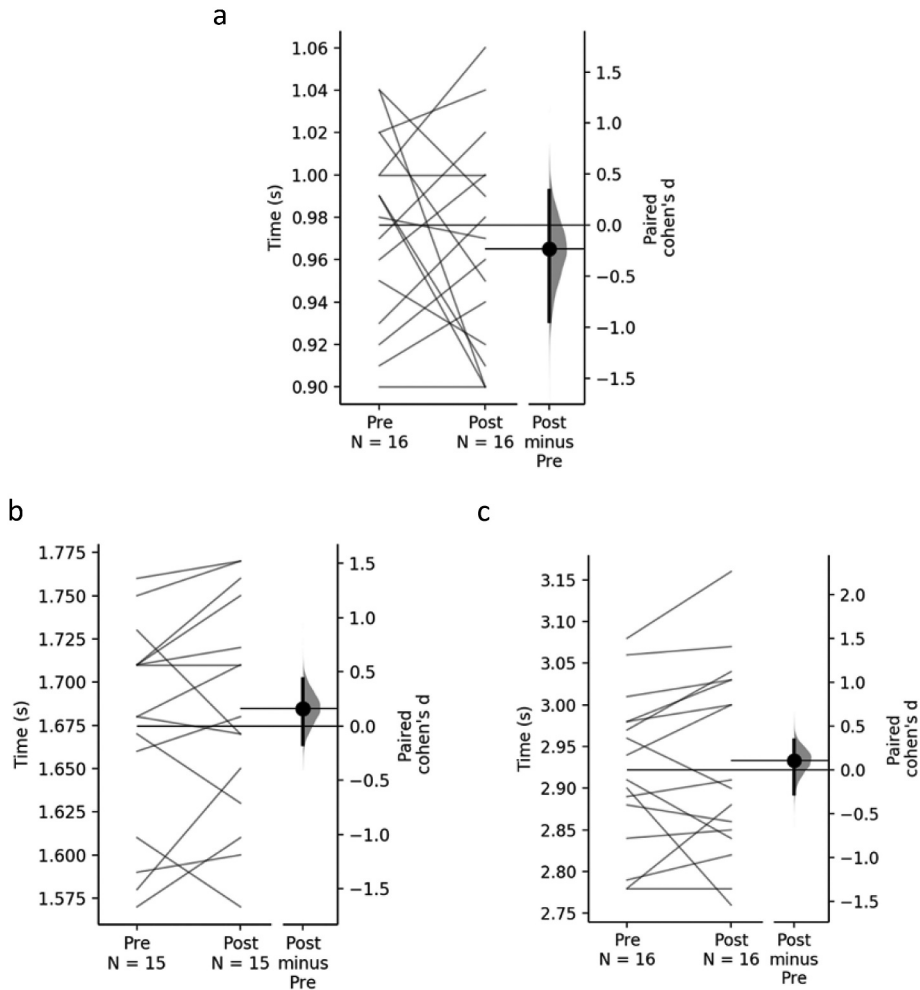 a
1.06
1.04
1.02
1.00
0.98
0.96
0.94
0.92
0.90
Time (s)
1.5
1.0
0.5
0.0
−0.5
−1.0
−1.5
Paired
cohen's d
Pre
N = 16
Post
N = 16
Post
minus
Pre
b
1.775
1.750
1.725
1.700
1.675
1.650
1.625
1.600
1.575
Time (s)
1.5
1.0
0.5
0.0
−0.5
−1.0
−1.5
Paired
cohen's d
Pre
N = 15
Post
N = 15
Post
minus
Pre
c
3.15
3.10
3.05
3.00
2.95
2.90
2.85
2.80
2.75
Time (s)
2.0
1.5
1.0
0.5
0.0
−0.5
−1.0
−1.5
Paired
cohen's d
Pre
N = 16
Post
N = 16
Post
minus
Pre